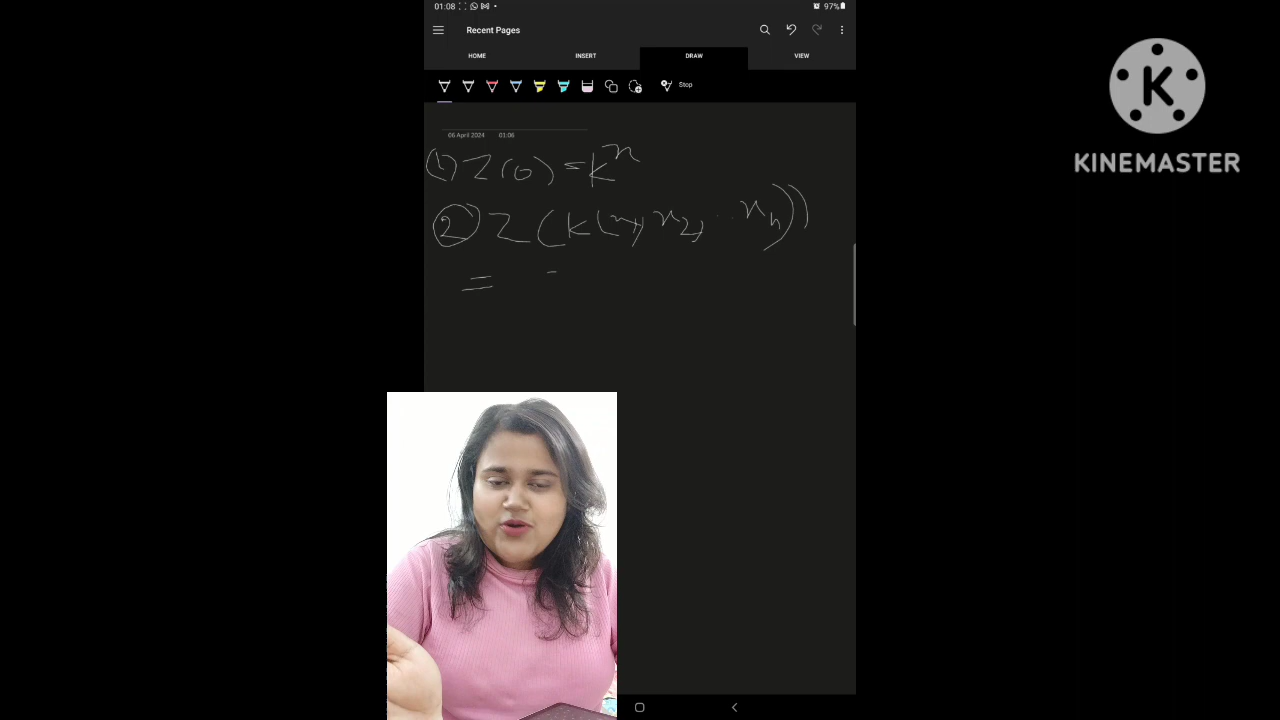 01:08
97%
Recent Pages
HOME INSERT DRAW VIEW
Stop
06 April 2024 01:06
(1) Z(0) = k^n
(2) Z(k(x1, x2, .. xn))
=
K
KINEMASTER